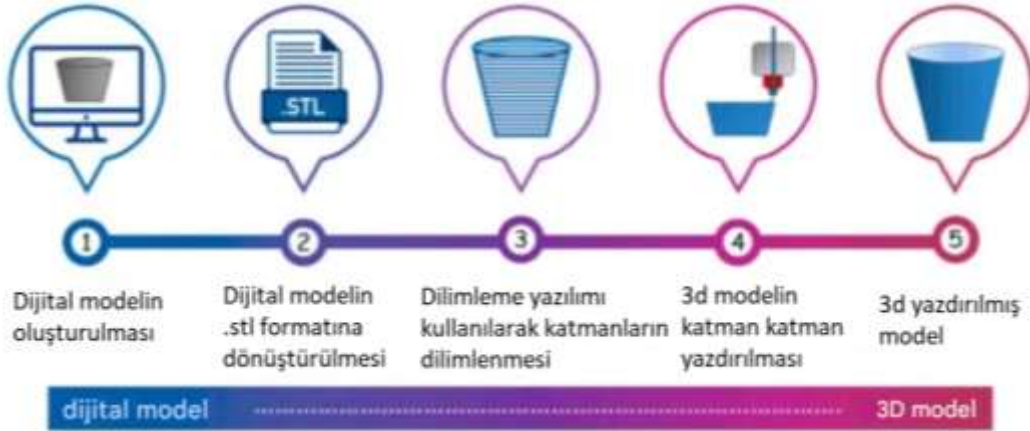 .STL
1
2
3
4
5
Dijital modelin
oluşturulması
Dijital modelin
.stl formatına
dönüştürülmesi
Dilimleme yazılımı
kullanılarak katmanların
dilimlenmesi
3d modelin
katman katman
yazdırılması
3d yazdırılmış
model
dijital model
3D model